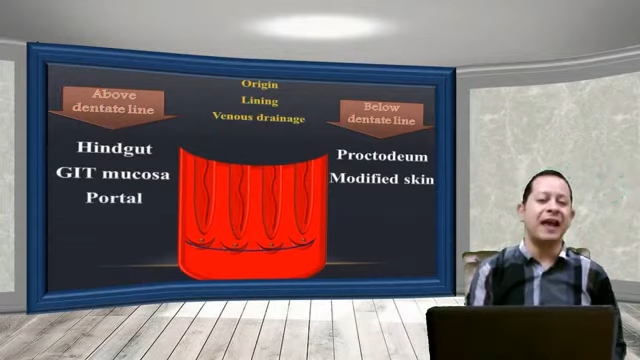 Above
dentate line
Hindgut
GIT mucosa
Portal
Origin
Lining
Venous drainage
Below
dentate line
Proctodeum
Modified skin